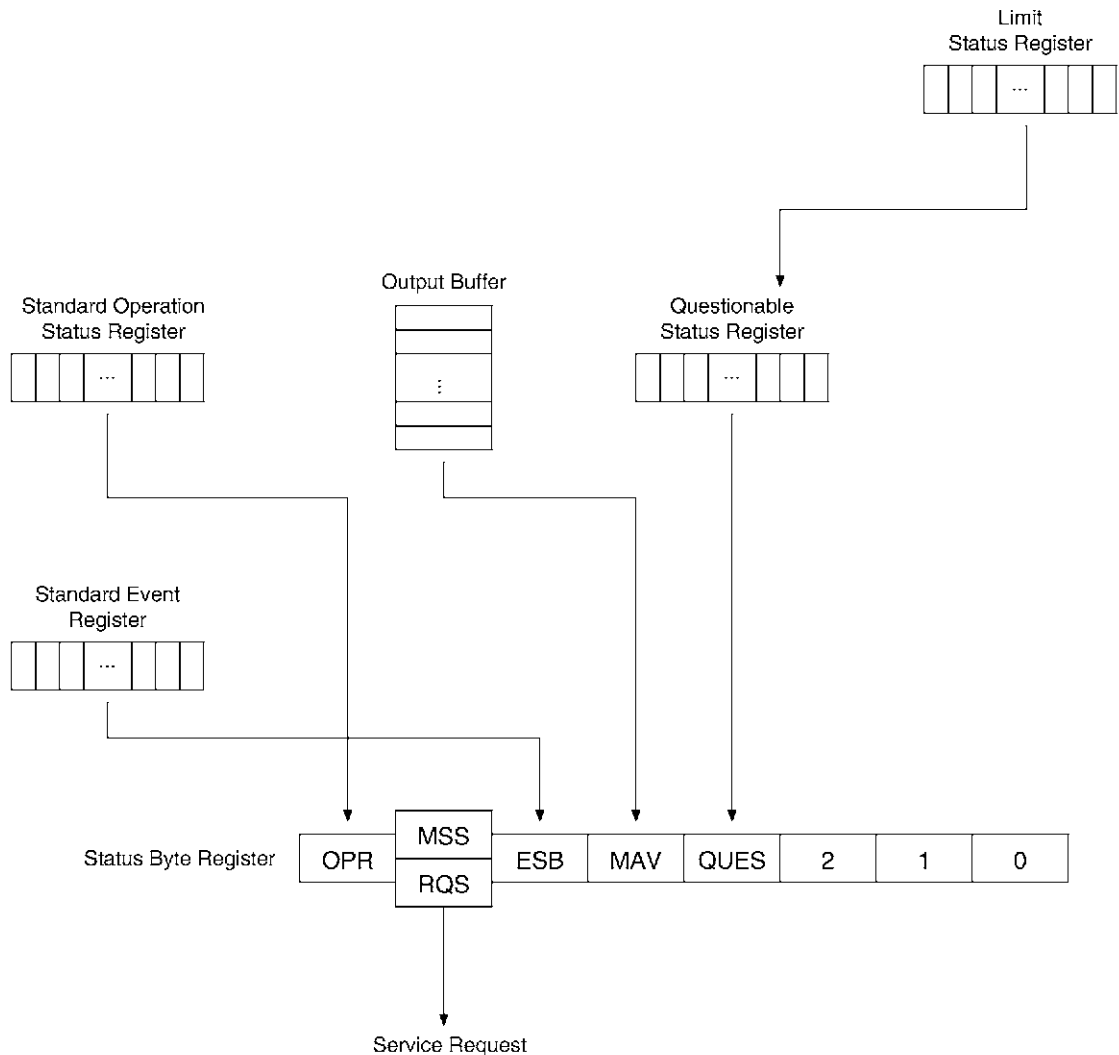 Limit
Status Register
...
Output Buffer
...
Standard Operation
Status Register
...
Questionable
Status Register
...
Standard Event
Register
...
Status Byte Register
OPR
MSS
RQS
ESB
MAV
QUES
2
1
0
Service Request